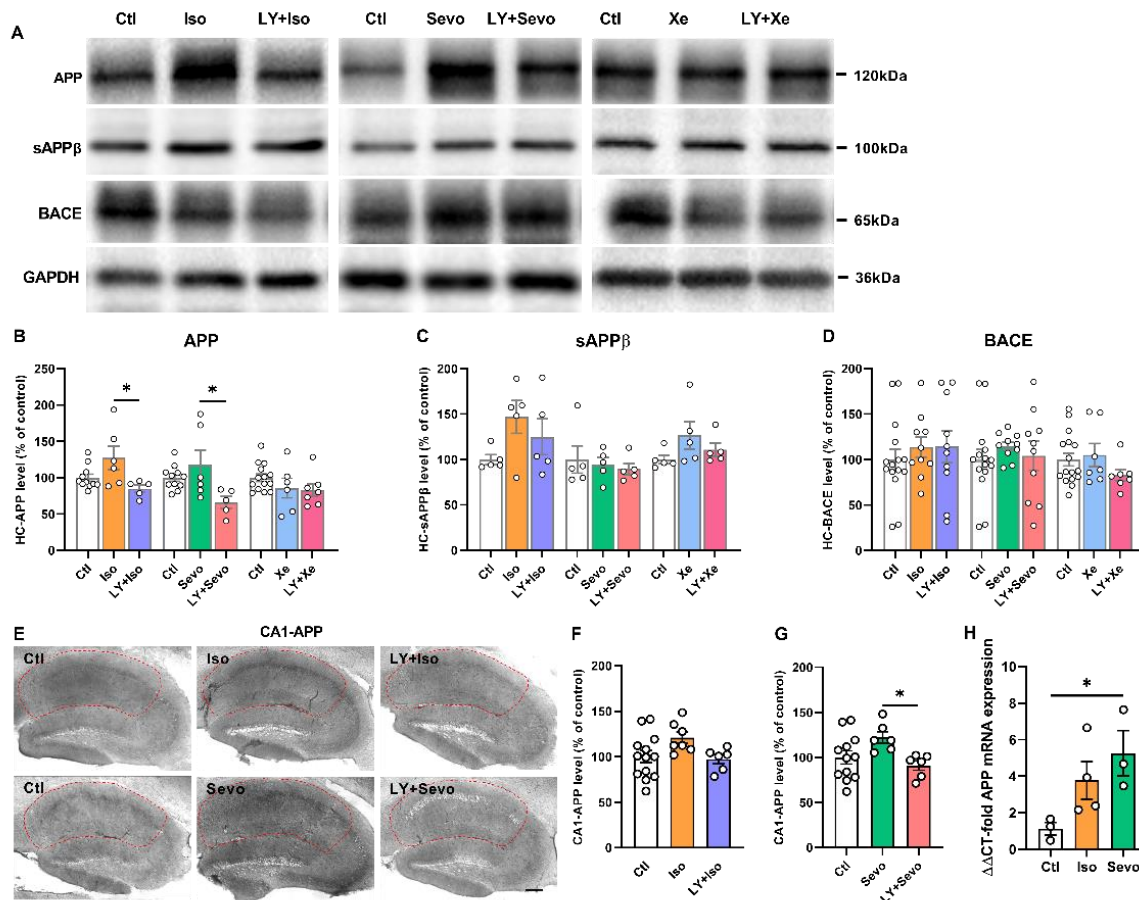 Ctl Iso LY+Iso Ctl Sevo LY+Sevo Ctl Xe LY+Xe
A
APP 120kDa
sAPPβ 100kDa
BACE 65kDa
GAPDH 36kDa
B APP
HC-APP level (% of control)
250
200
150
100
50
0
* *
Ctl Iso LY+Iso Ctl Sevo LY+Sevo Ctl Xe LY+Xe
C sAPPβ
HC-sAPPβ level (% of control)
200
150
100
50
0
Ctl Iso LY+Iso Ctl Sevo LY+Sevo Ctl Xe LY+Xe
D BACE
HC-BACE level (% of control)
200
150
100
50
0
Ctl Iso LY+Iso Ctl Sevo LY+Sevo Ctl Xe LY+Xe
E CA1-APP
Ctl Iso LY+Iso
Ctl Sevo LY+Sevo
F
CA1-APP level (% of control)
200
150
100
50
0
Ctl Iso LY+Iso
G
CA1-APP level (% of control)
200
150
100
50
0
*
Ctl Sevo LY+Sevo
H
ΔΔCT-fold APP mRNA expression
10
8
6
4
2
0
*
Ctl Iso Sevo